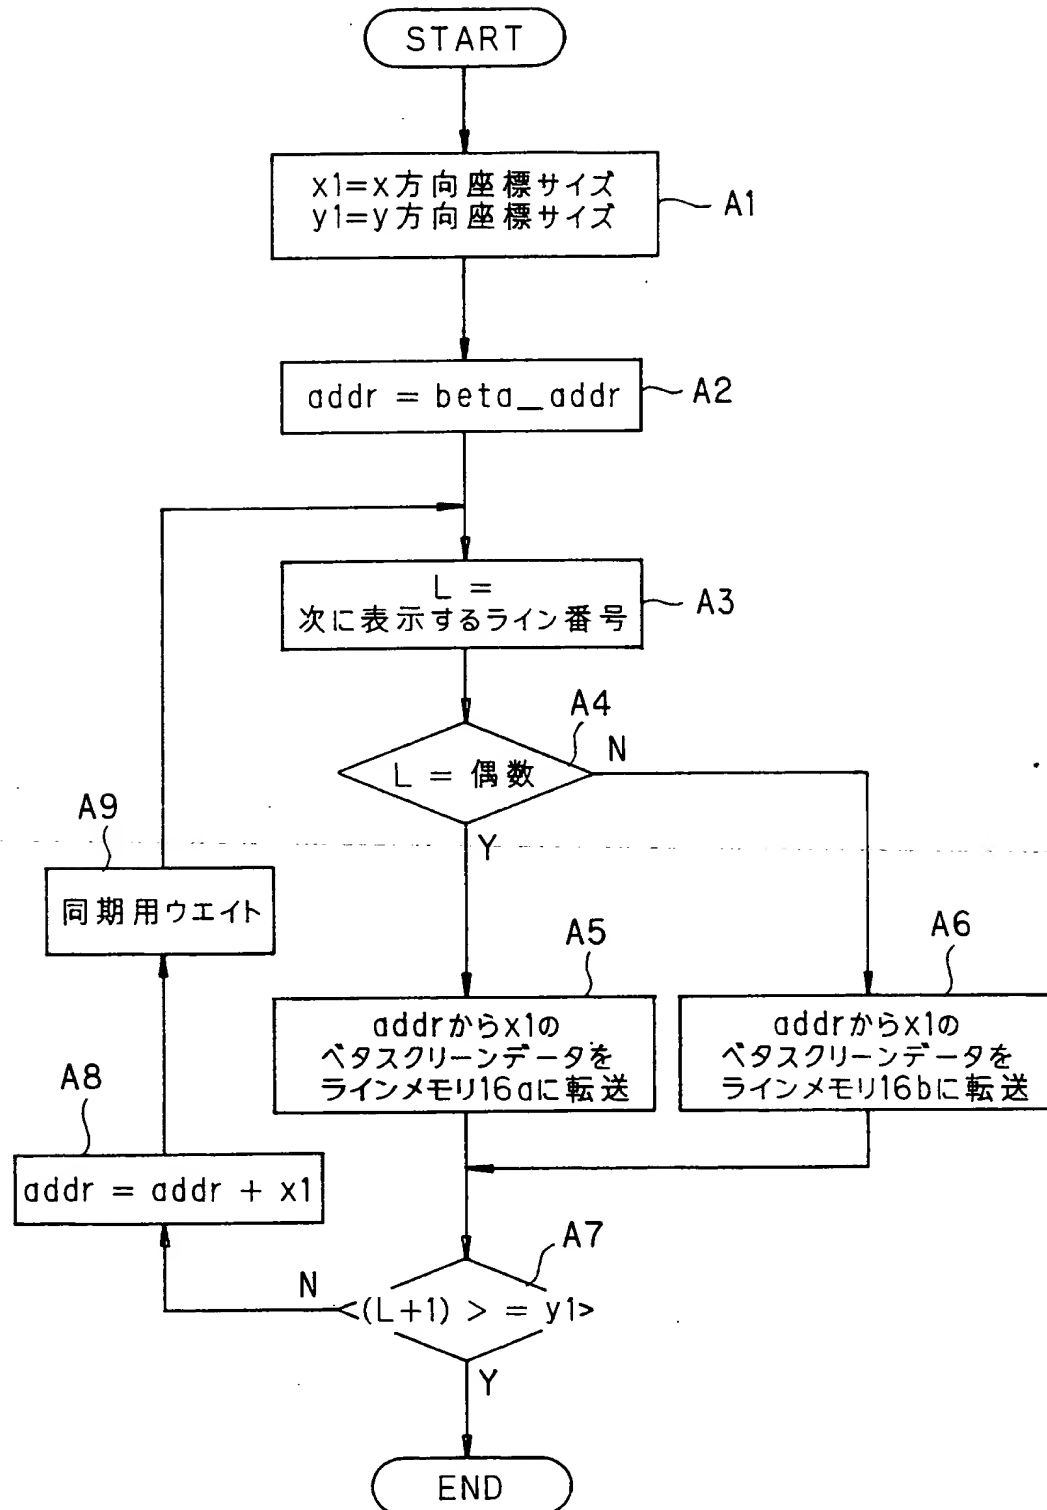 START
x1=x方向座標サイズ
y1=y方向座標サイズ
A1
addr = beta_addr
A2
L =
次に表示するライン番号
A3
A4
L = 偶数
N
Y
A9
同期用ウエイト
A5
addrからx1の
ベタスクリーンデータを
ラインメモリ16aに転送
A6
addrからx1の
ベタスクリーンデータを
ラインメモリ16bに転送
A8
addr = addr + x1
A7
(L+1) > = y1
N
Y
END